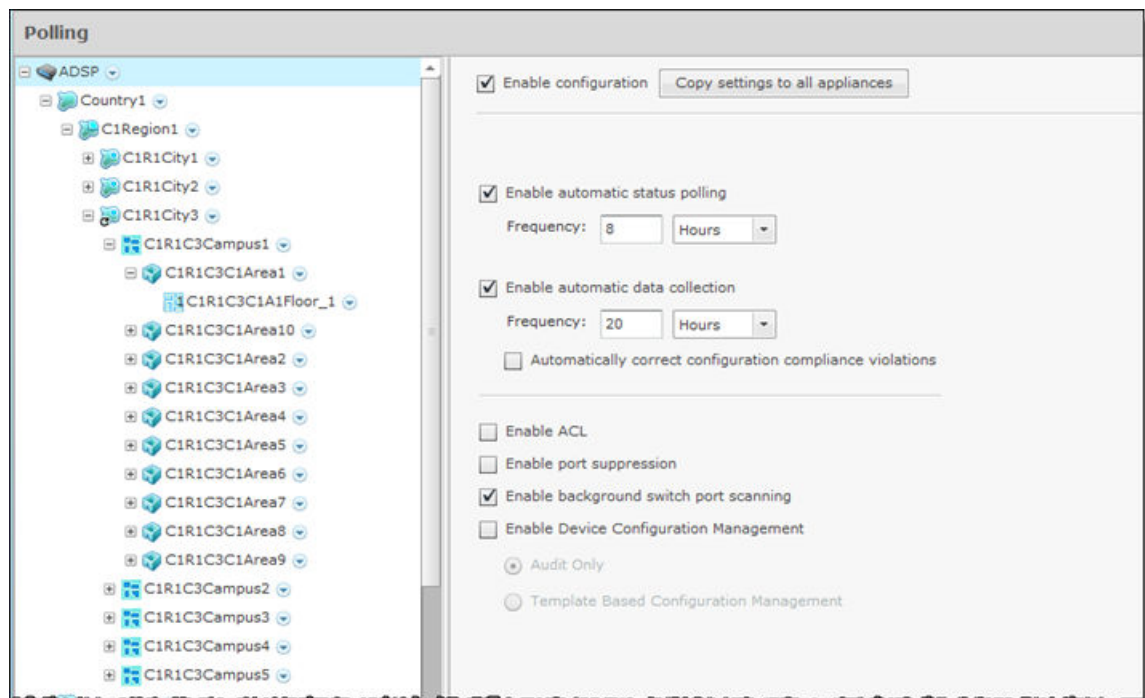 Polling
ADSP
Country1
C1Region1
C1R1City1
C1R1City2
C1R1City3
C1R1C3Campus1
C1R1C3C1Area1
C1R1C3C1A1Floor_1
C1R1C3C1Area10
C1R1C3C1Area2
C1R1C3C1Area3
C1R1C3C1Area4
C1R1C3C1Area5
C1R1C3C1Area6
C1R1C3C1Area7
C1R1C3C1Area8
C1R1C3C1Area9
C1R1C3Campus2
C1R1C3Campus3
C1R1C3Campus4
C1R1C3Campus5
Enable configuration Copy settings to all appliances
Enable automatic status polling
Frequency: 8 Hours
Enable automatic data collection
Frequency: 20 Hours
Automatically correct configuration compliance violations
Enable ACL
Enable port suppression
Enable background switch port scanning
Enable Device Configuration Management
Audit Only
Template Based Configuration Management